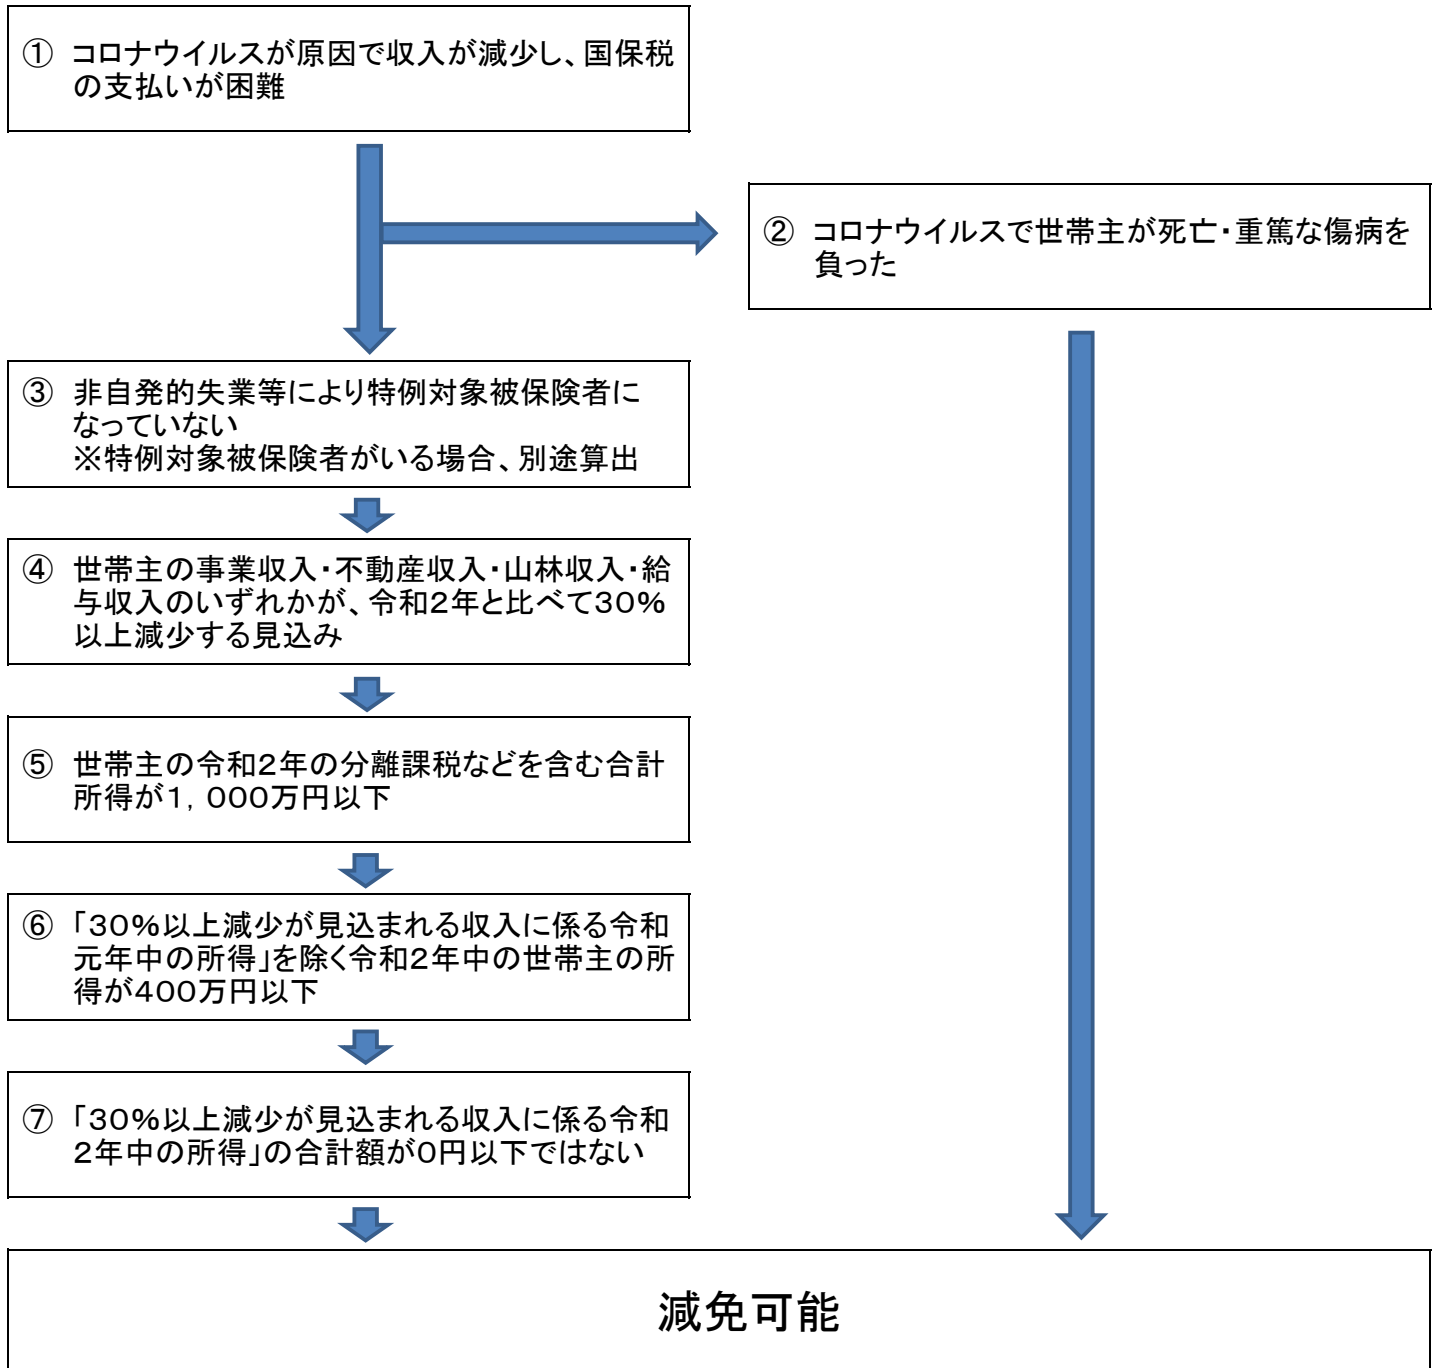 ① コロナウイルスが原因で収入が減少し、国保税
の支払いが困難
② コロナウイルスで世帯主が死亡・重篤な傷病を
負った
③ 非自発的失業等により特例対象被保険者に
なっていない
※特例対象被保険者がいる場合、別途算出
④ 世帯主の事業収入・不動産収入・山林収入・給
与収入のいずれかが、令和2年と比べて30%
以上減少する見込み
⑤ 世帯主の令和2年の分離課税などを含む合計
所得が1,000万円以下
⑥ 「30%以上減少が見込まれる収入に係る令和
元年中の所得」を除く令和2年中の世帯主の所
得が400万円以下
⑦ 「30%以上減少が見込まれる収入に係る令和
2年中の所得」の合計額が0円以下ではない
減免可能